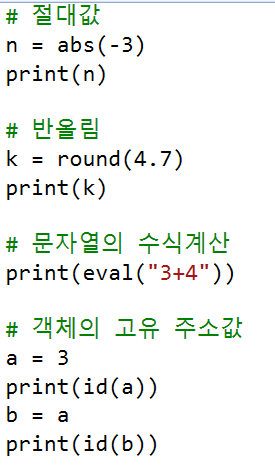 # 절대값
n = abs(-3)
print(n)

# 반올림
k = round(4.7)
print(k)

# 문자열의 수식계산
print(eval("3+4"))

# 객체의 고유 주소값
a = 3
print(id(a))
b = a
print(id(b))